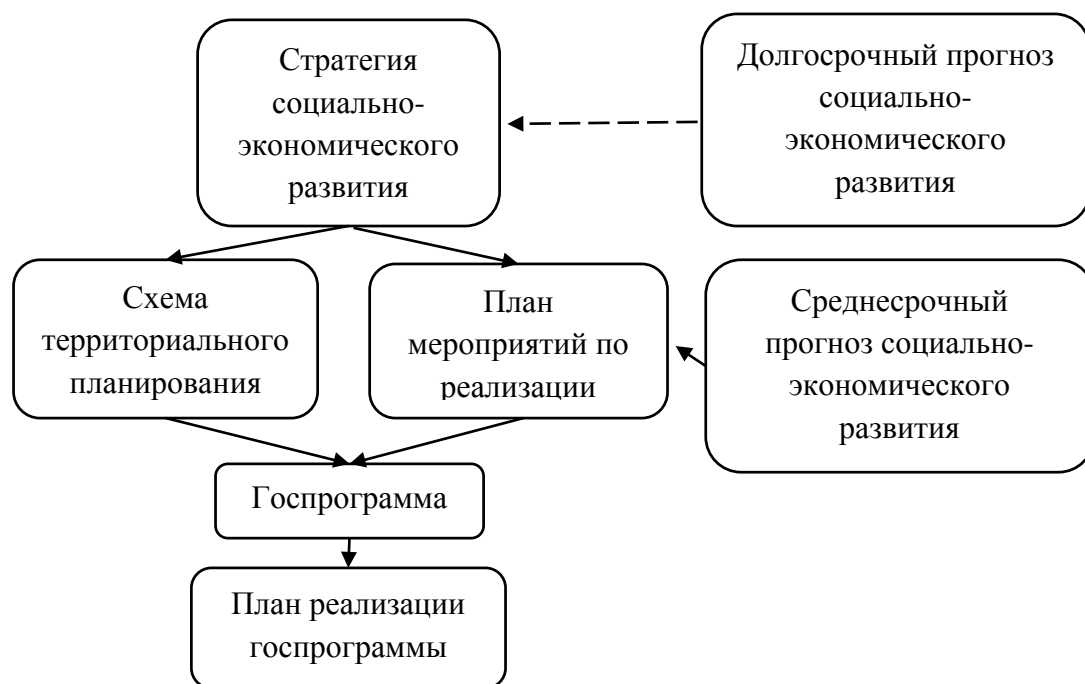 Стратегия
социально-
экономического
развития
Долгосрочный прогноз
социально-
экономического
развития
Схема
территориального
планирования
План
мероприятий по
реализации
Среднесрочный
прогноз социально-
экономического
развития
Госпрограмма
План реализации
госпрограммы